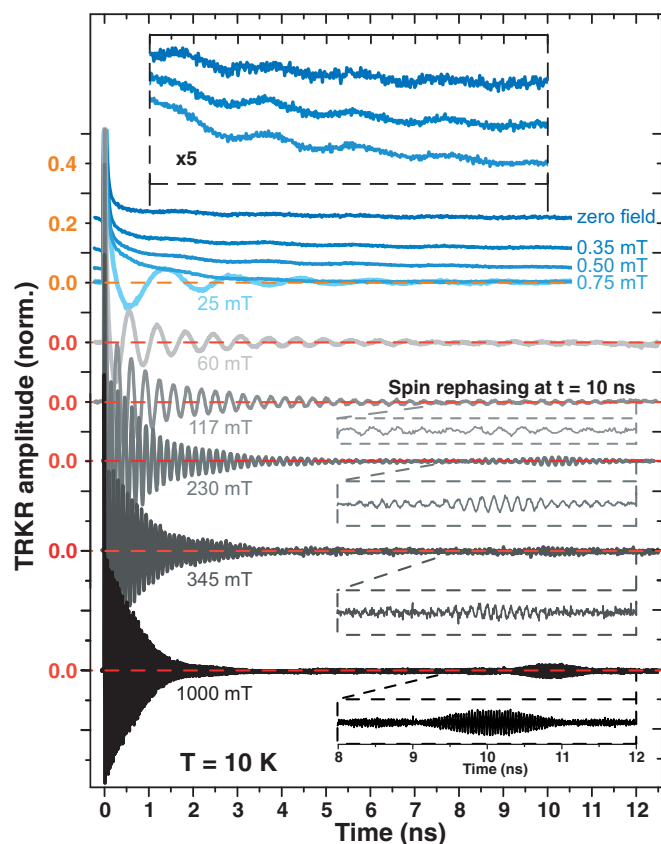 x5
0.4
0.2
0.0
0.0
0.0
0.0
0.0
0.0
zero field
0.35 mT
0.50 mT
0.75 mT
25 mT
60 mT
117 mT
Spin rephasing at t = 10 ns
230 mT
345 mT
1000 mT
T = 10 K
8 9 10 11 12
Time (ns)
0 1 2 3 4 5 6 7 8 9 10 11 12
Time (ns)
TRKR amplitude (norm.)